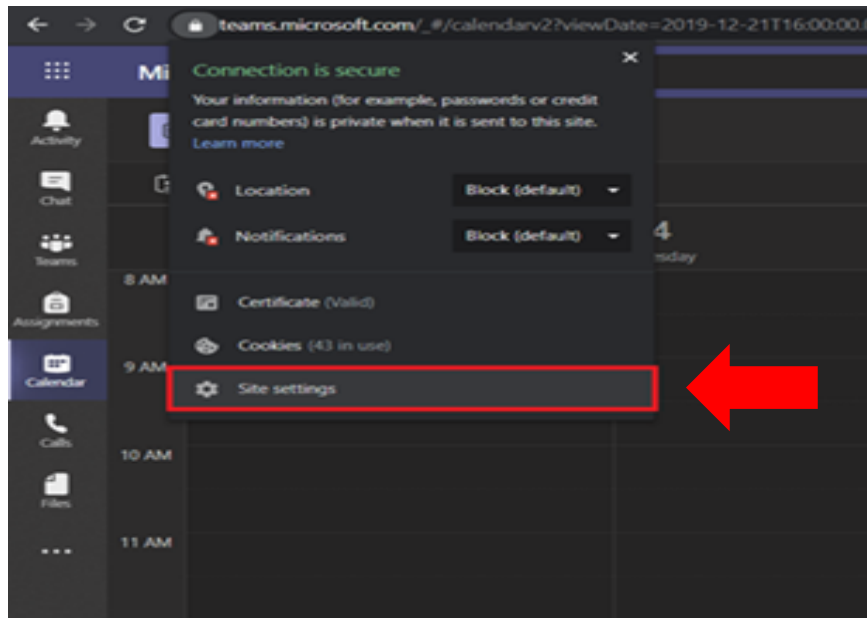 teams.microsoft.com/_#/calendarv2?viewDate=2019-12-21T16:00:00.
Mi
Connection is secure
Your information (for example, passwords or credit
card numbers) is private when it is sent to this site.
Learn more
Activity
Chat
Location
Block (default)
Notifications
Block (default)
4
Teams
sday
8 AM
Certificate (Valid)
Assignments
Cookies (43 in use)
Calendar
9 AM
Site settings
Calls
10 AM
Files
11 AM